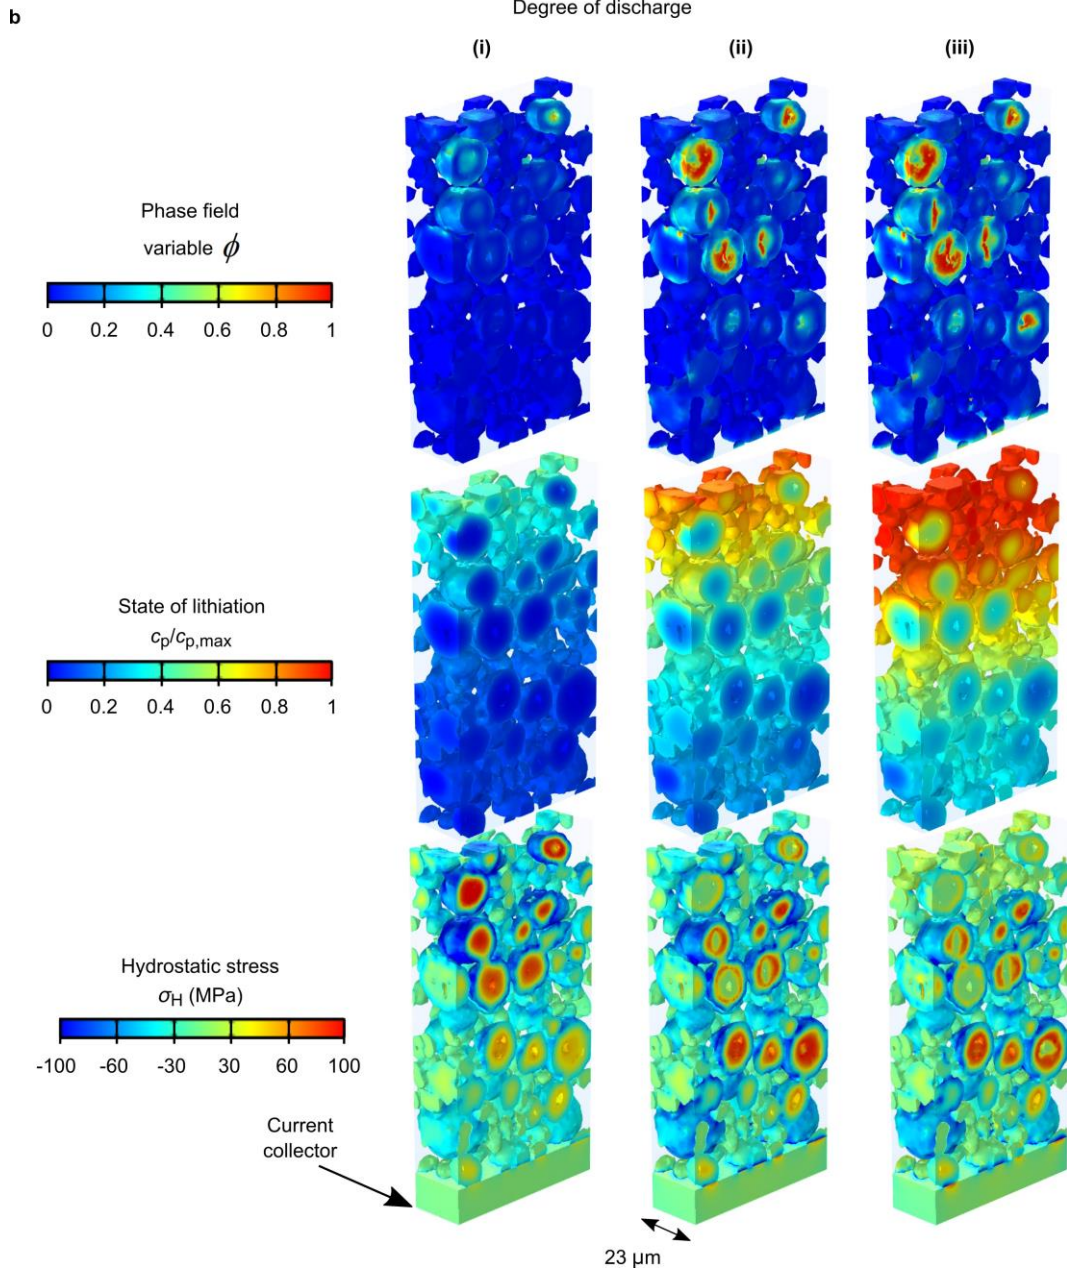 b
Degree of discharge
(i) (ii) (iii)
Phase field
variable ϕ
0 0.2 0.4 0.6 0.8 1
State of lithiation
cp/cp,max
0 0.2 0.4 0.6 0.8 1
Hydrostatic stress
σH (MPa)
-100 -60 -30 30 60 100
Current
collector
23 μm